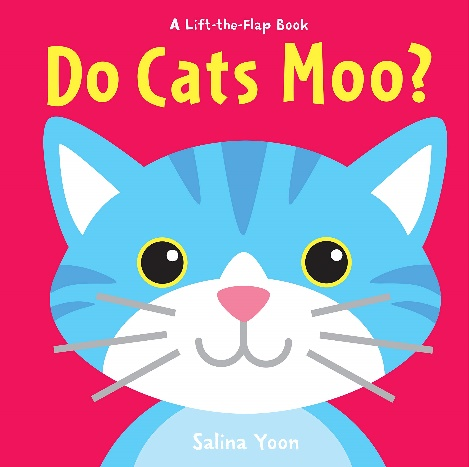 A Lift-the-Flap Book
Do Cats Moo?
Salina Yoon